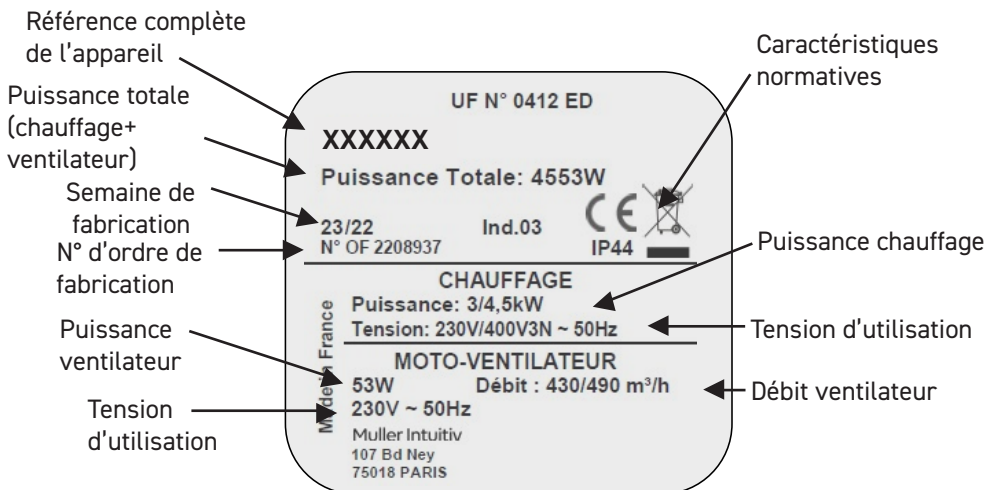 Référence complète
de l'appareil
Puissance totale
(chauffage+
ventilateur)
Semaine de
fabrication
N° d'ordre de
fabrication
Puissance
ventilateur
Tension
d'utilisation
UF N° 0412 ED
XXXXXX
Puissance Totale: 4553W
23/22 Ind.03 CE
N° OF 2208937 IP44
CHAUFFAGE
Puissance: 3/4,5kW
Tension: 230V/400V3N ~ 50Hz
MOTO-VENTILATEUR
53W Débit : 430/490 m³/h
230V ~ 50Hz
Muller Intuitiv
107 Bd Ney
75018 PARIS
Made in France
Caractéristiques
normatives
Puissance chauffage
Tension d'utilisation
Débit ventilateur